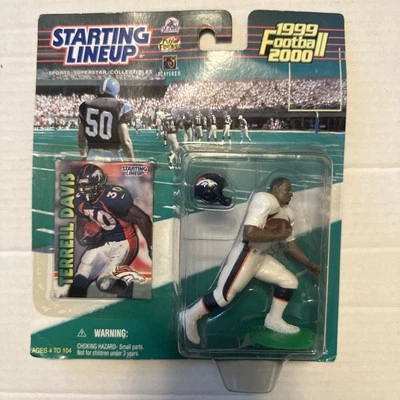 STARTING
LINEUP
SPORTS SUPERSTAR COLLECTIBLES
1999
Football
2000
50
STARTING
LINEUP
TERRELL DAVIS
30
WARNING:
CHOKING HAZARD- Small parts.
Not for children under 3 years.
AGES 4 TO 104